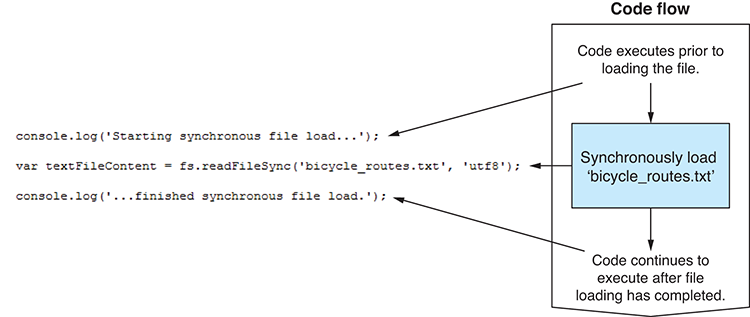 Code flow
Code executes prior to
loading the file.
console.log('Starting synchronous file load...');
var textFileContent = fs.readFileSync('bicycle_routes.txt', 'utf8');
console.log('...finished synchronous file load.');
Synchronously load
‘bicycle_routes.txt’
Code continues to
execute after file
loading has completed.